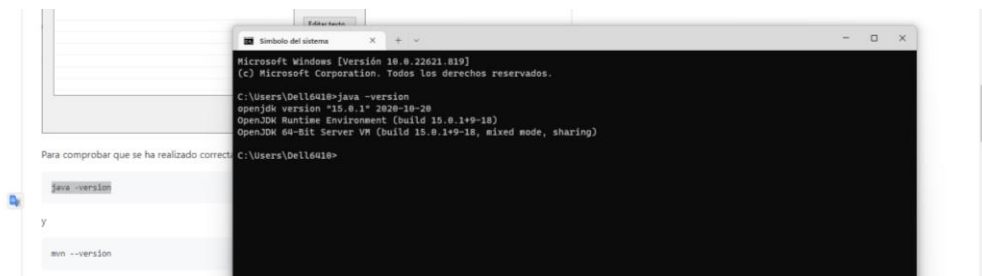 Editar texto
Símbolo del sistema
Microsoft Windows [Versión 10.0.22621.819]
(c) Microsoft Corporation. Todos los derechos reservados.
C:\Users\Dell6410>java -version
openjdk version "15.0.1" 2020-10-20
OpenJDK Runtime Environment (build 15.0.1+9-18)
OpenJDK 64-Bit Server VM (build 15.0.1+9-18, mixed mode, sharing)
Para comprobar que se ha realizado correcta
C:\Users\Dell6410>
java -version
y
mvn --version